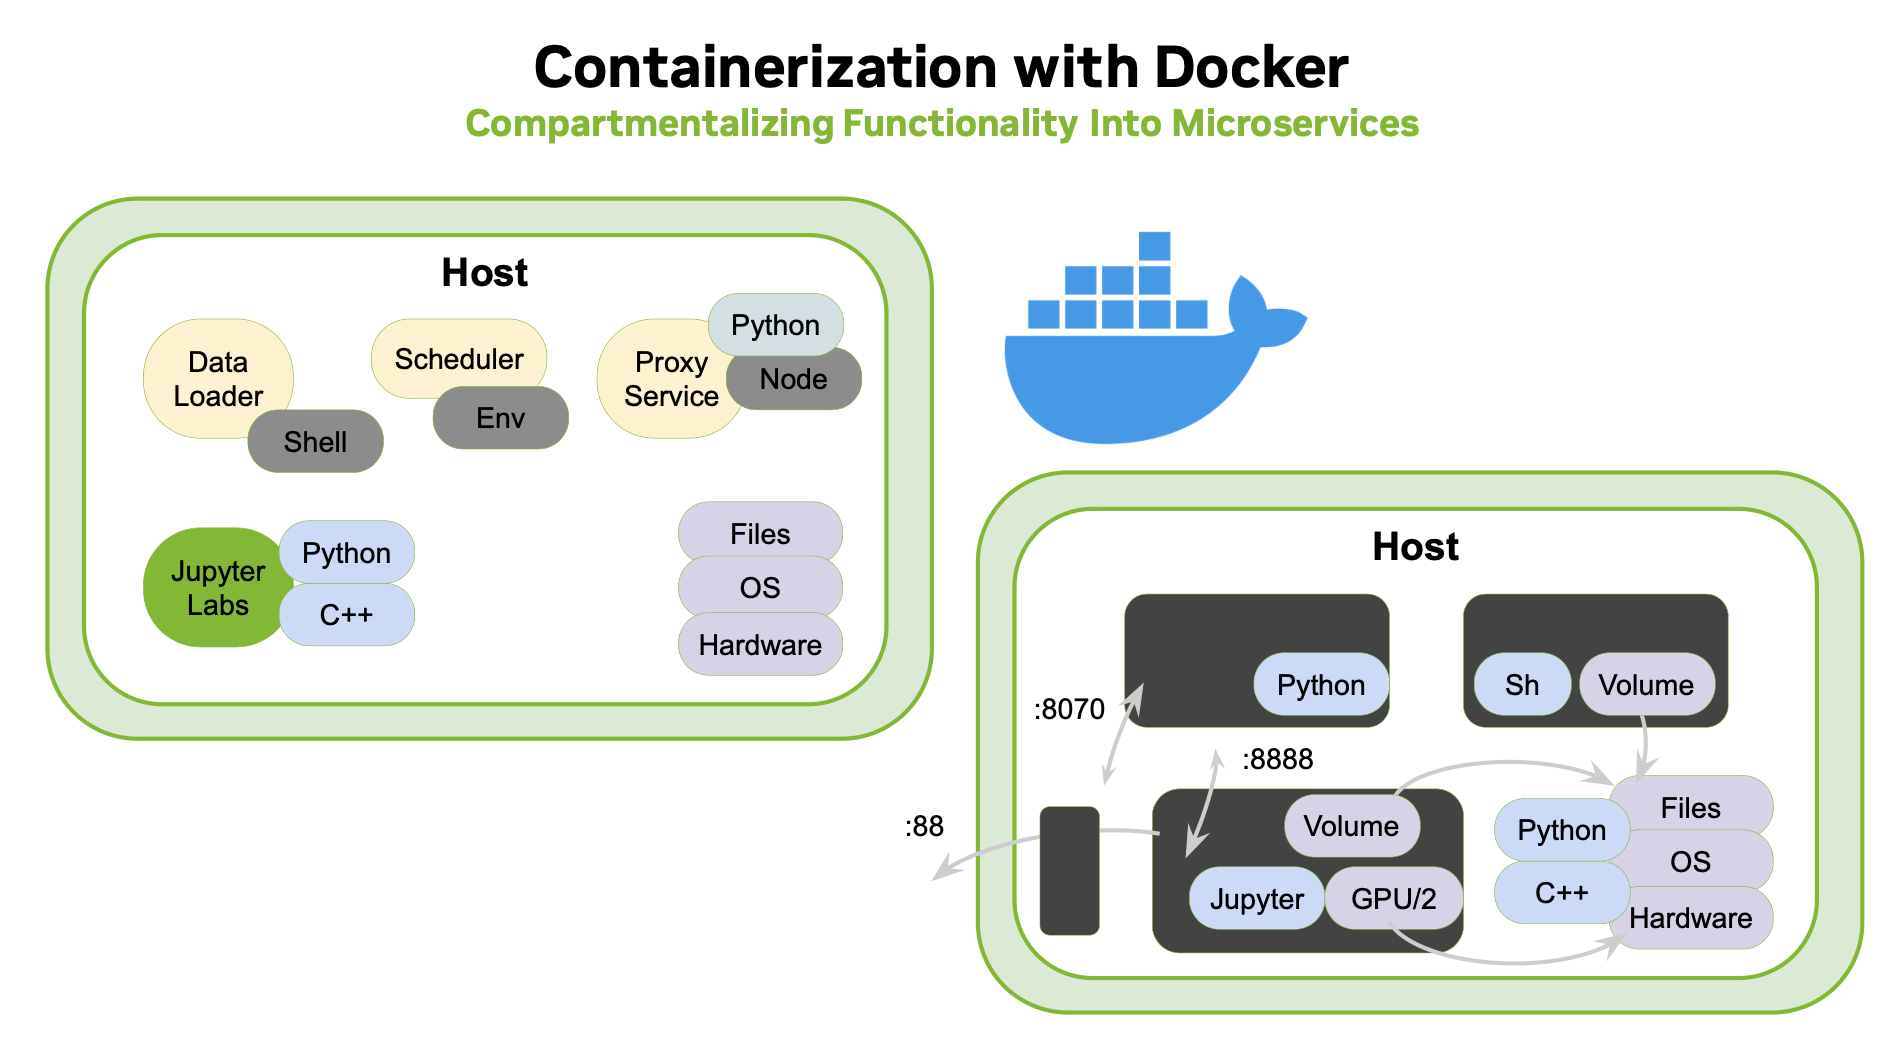 Containerization with Docker
Compartmentalizing Functionality Into Microservices
Host
Data
Loader
Shell
Scheduler
Env
Proxy
Service
Python
Node
Jupyter
Labs
Python
C++
Files
OS
Hardware
Host
Python
Sh
Volume
:8070
:8888
:88
Volume
Jupyter
GPU/2
Python
C++
Files
OS
Hardware